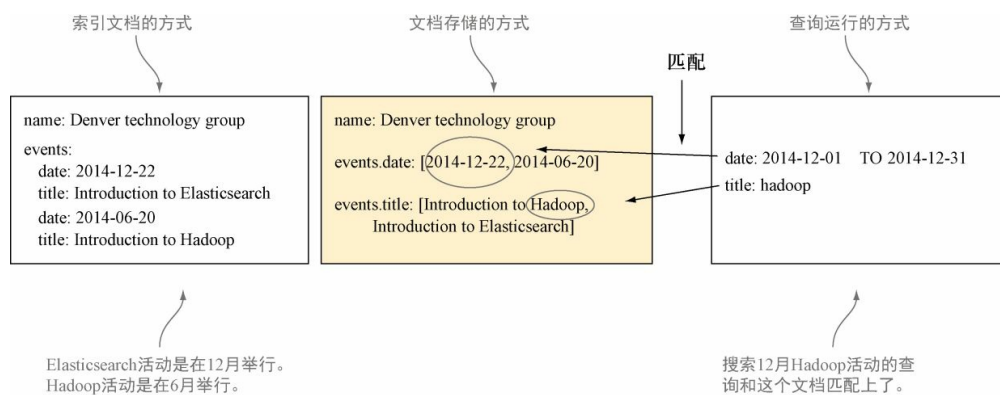 索引文档的方式
文档存储的方式
查询运行的方式
匹配
name: Denver technology group
events:
date: 2014-12-22
title: Introduction to Elasticsearch
date: 2014-06-20
title: Introduction to Hadoop
name: Denver technology group
events.date: [2014-12-22, 2014-06-20]
events.title: [Introduction to Hadoop,
Introduction to Elasticsearch]
date: 2014-12-01 TO 2014-12-31
title: hadoop
Elasticsearch活动是在12月举行。
Hadoop活动是在6月举行。
搜索12月Hadoop活动的查
询和这个文档匹配上了。